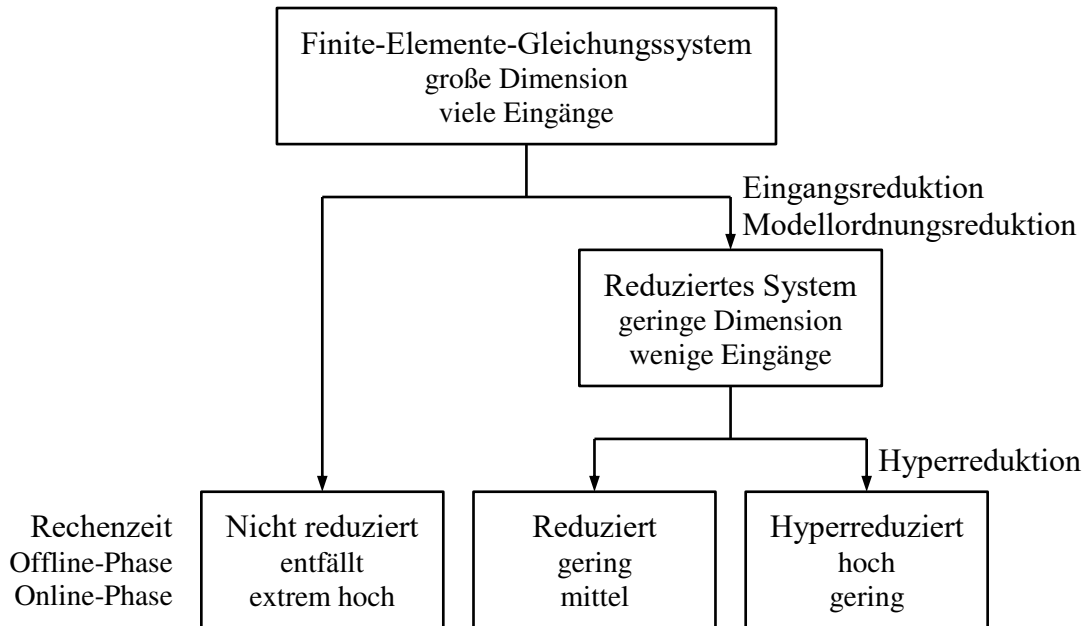 Finite-Elemente-Gleichungssystem
große Dimension
viele Eingänge
Eingangsreduktion
Modellordnungsreduktion
Reduziertes System
geringe Dimension
wenige Eingänge
Hyperreduktion
Rechenzeit
Offline-Phase
Online-Phase
Nicht reduziert
entfällt
extrem hoch
Reduziert
gering
mittel
Hyperreduziert
hoch
gering